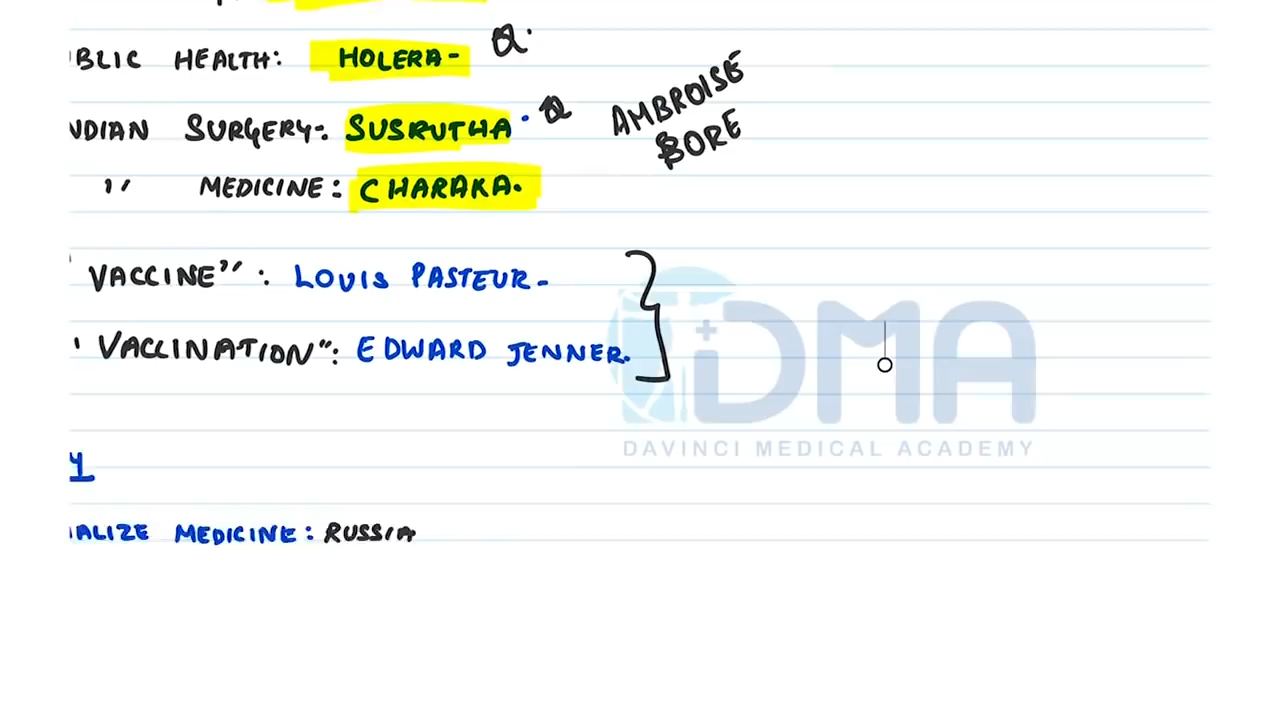 BLIC HEALTH: HOLERA-
NDIAN SURGERY: SUSRUTHA.
AMBROISE
BORE
" MEDICINE: CHARAKA.
VACCINE": LOUIS PASTEUR-
' VACCINATION": EDWARD JENNER.
DMA
DAVINCI MEDICAL ACADEMY
Y
IALIZE MEDICINE: RUSSIA